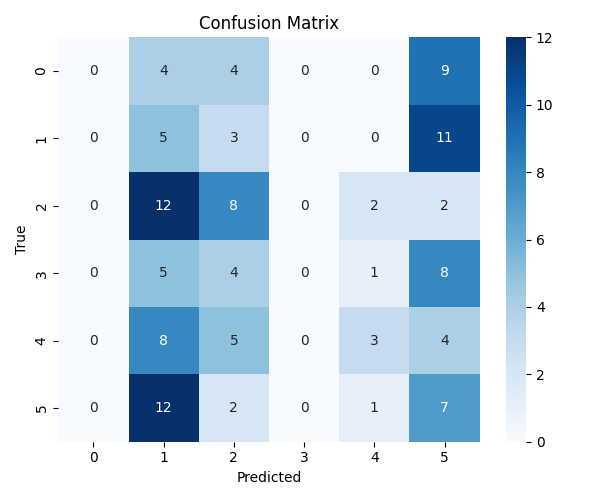 Confusion Matrix
0 0 4 4 0 0 9
1 0 5 3 0 0 11
2 0 12 8 0 2 2
3 0 5 4 0 1 8
4 0 8 5 0 3 4
5 0 12 2 0 1 7
0 1 2 3 4 5
Predicted
True
12
10
8
6
4
2
0